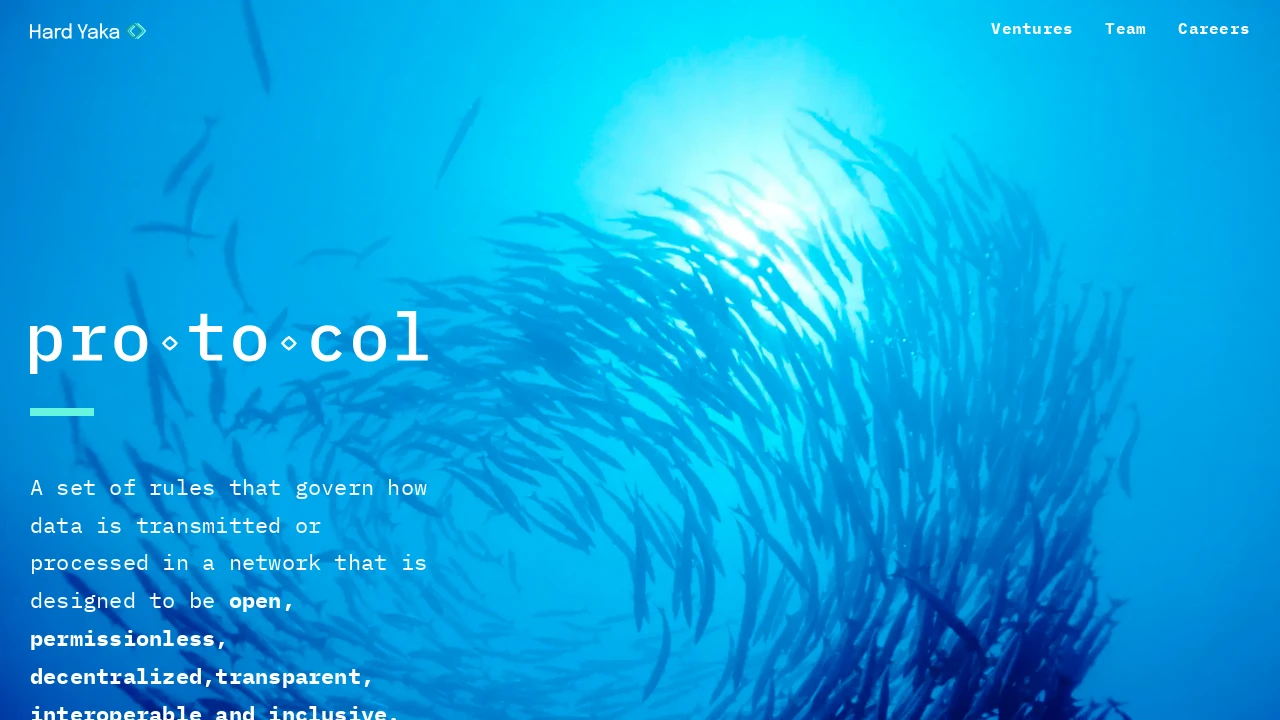 Hard Yaka
Ventures Team Careers
pro⋄to⋄col
A set of rules that govern how
data is transmitted or
processed in a network that is
designed to be open,
permissionless,
decentralized,transparent,
interoperable and inclusive.